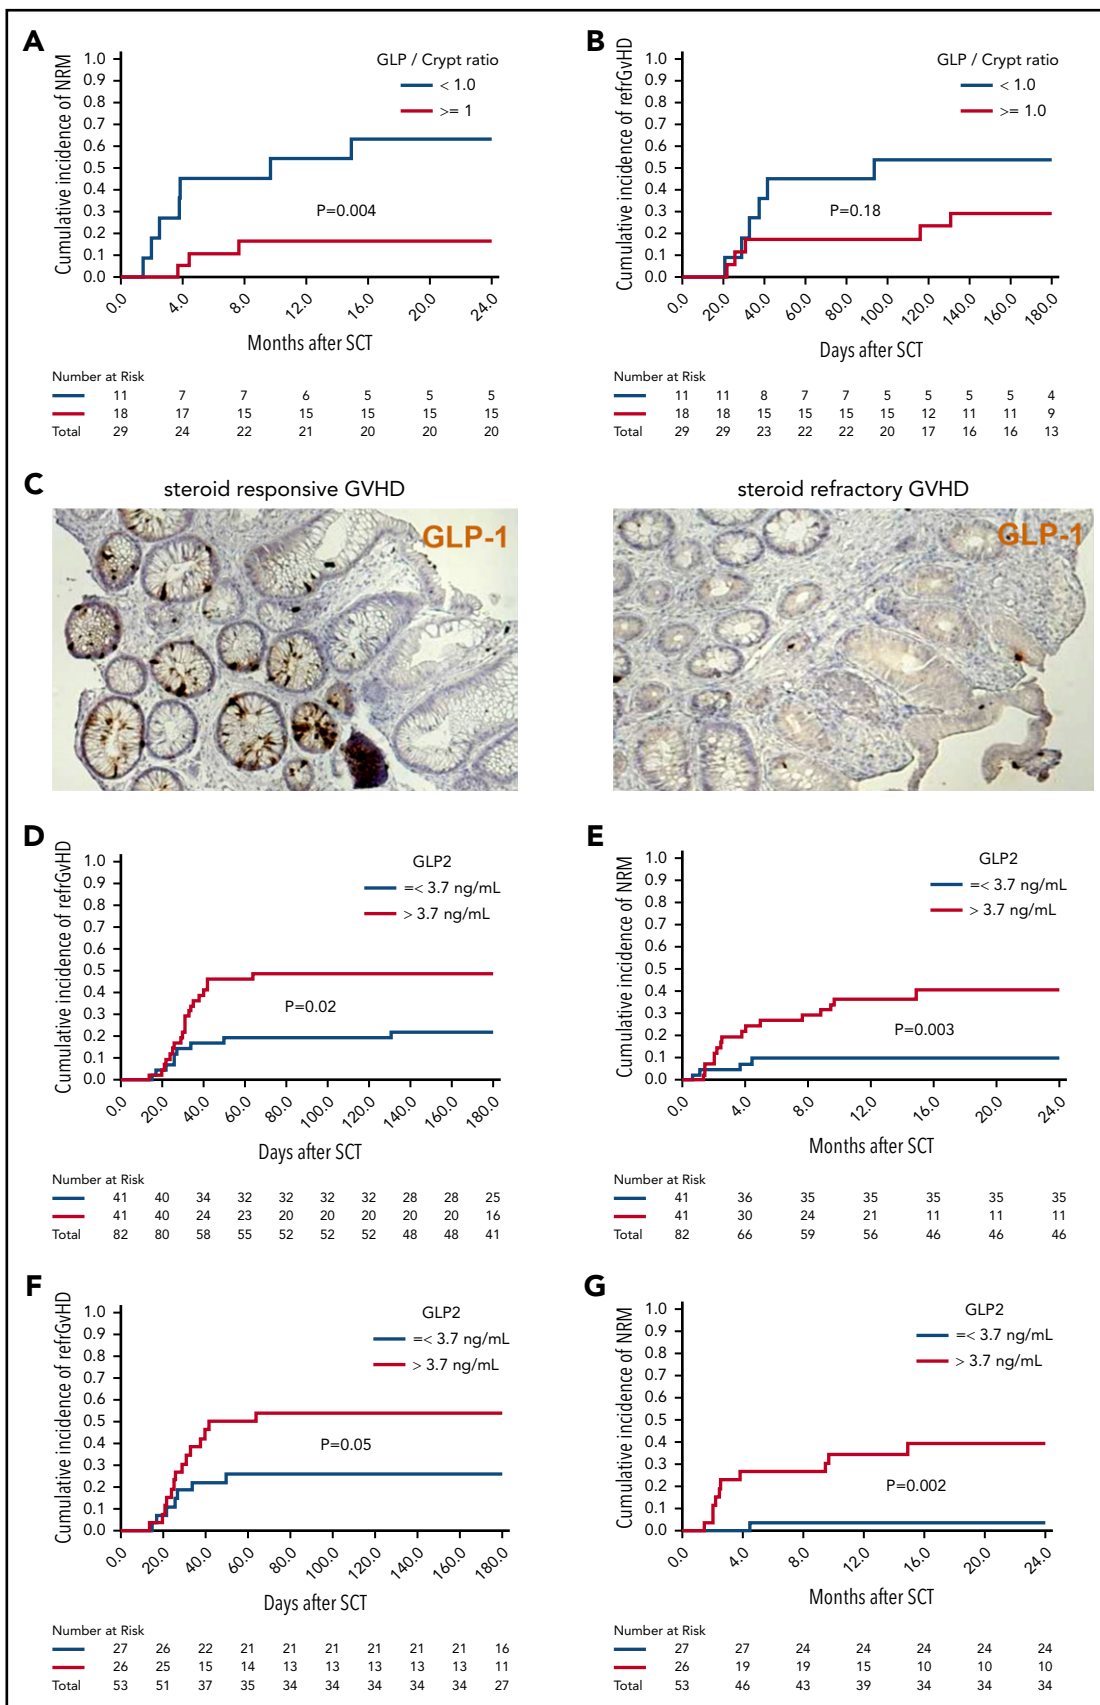 A
Cumulative incidence of NRM
1.0
0.9
0.8
0.7
0.6
0.5
0.4
0.3
0.2
0.1
0.0
GLP / Crypt ratio
< 1.0
>= 1
P=0.004
0.0 4.0 8.0 12.0 16.0 20.0 24.0
Months after SCT
Number at Risk
11 7 7 6 5 5 5
18 17 15 15 15 15 15
Total 29 24 22 21 20 20 20
B
Cumulative incidence of refrGvHD
1.0
0.9
0.8
0.7
0.6
0.5
0.4
0.3
0.2
0.1
0.0
GLP / Crypt ratio
< 1.0
>= 1.0
P=0.18
0.0 20.0 40.0 60.0 80.0 100.0 120.0 140.0 160.0 180.0
Days after SCT
Number at Risk
11 11 8 7 7 5 5 5 5 4
18 18 15 15 15 15 12 11 11 9
Total 29 29 23 22 22 20 17 16 16 13
C
steroid responsive GVHD
GLP-1
steroid refractory GVHD
GLP-1
D
Cumulative incidence of refrGvHD
1.0
0.9
0.8
0.7
0.6
0.5
0.4
0.3
0.2
0.1
0.0
GLP2
=< 3.7 ng/mL
> 3.7 ng/mL
P=0.02
0.0 20.0 40.0 60.0 80.0 100.0 120.0 140.0 160.0 180.0
Days after SCT
Number at Risk
41 40 34 32 32 32 32 28 28 25
41 40 24 23 20 20 20 20 20 16
Total 82 80 58 55 52 52 52 48 48 41
E
Cumulative incidence of NRM
1.0
0.9
0.8
0.7
0.6
0.5
0.4
0.3
0.2
0.1
0.0
GLP2
=< 3.7 ng/mL
> 3.7 ng/mL
P=0.003
0.0 4.0 8.0 12.0 16.0 20.0 24.0
Months after SCT
Number at Risk
41 36 35 35 35 35 35
41 30 24 21 11 11 11
Total 82 66 59 56 46 46 46
F
Cumulative incidence of refrGvHD
1.0
0.9
0.8
0.7
0.6
0.5
0.4
0.3
0.2
0.1
0.0
GLP2
=< 3.7 ng/mL
> 3.7 ng/mL
P=0.05
0.0 20.0 40.0 60.0 80.0 100.0 120.0 140.0 160.0 180.0
Days after SCT
Number at Risk
27 26 22 21 21 21 21 21 21 16
26 25 15 14 13 13 13 13 13 11
Total 53 51 37 35 34 34 34 34 34 27
G
Cumulative incidence of NRM
1.0
0.9
0.8
0.7
0.6
0.5
0.4
0.3
0.2
0.1
0.0
GLP2
=< 3.7 ng/mL
> 3.7 ng/mL
P=0.002
0.0 4.0 8.0 12.0 16.0 20.0 24.0
Months after SCT
Number at Risk
27 27 24 24 24 24 24
26 19 19 15 10 10 10
Total 53 46 43 39 34 34 34